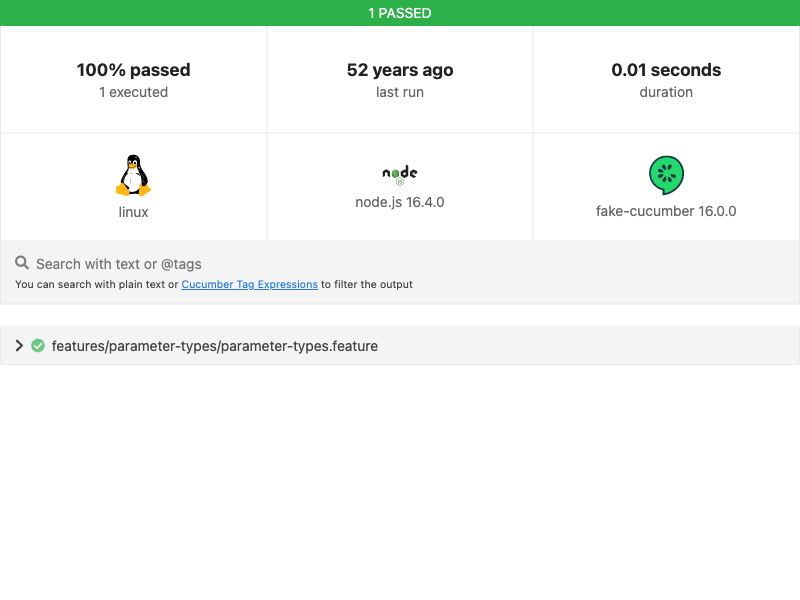 1 PASSED
100% passed
1 executed
52 years ago
last run
0.01 seconds
duration
linux
node
node.js 16.4.0
fake-cucumber 16.0.0
Search with text or @tags
You can search with plain text or Cucumber Tag Expressions to filter the output
features/parameter-types/parameter-types.feature